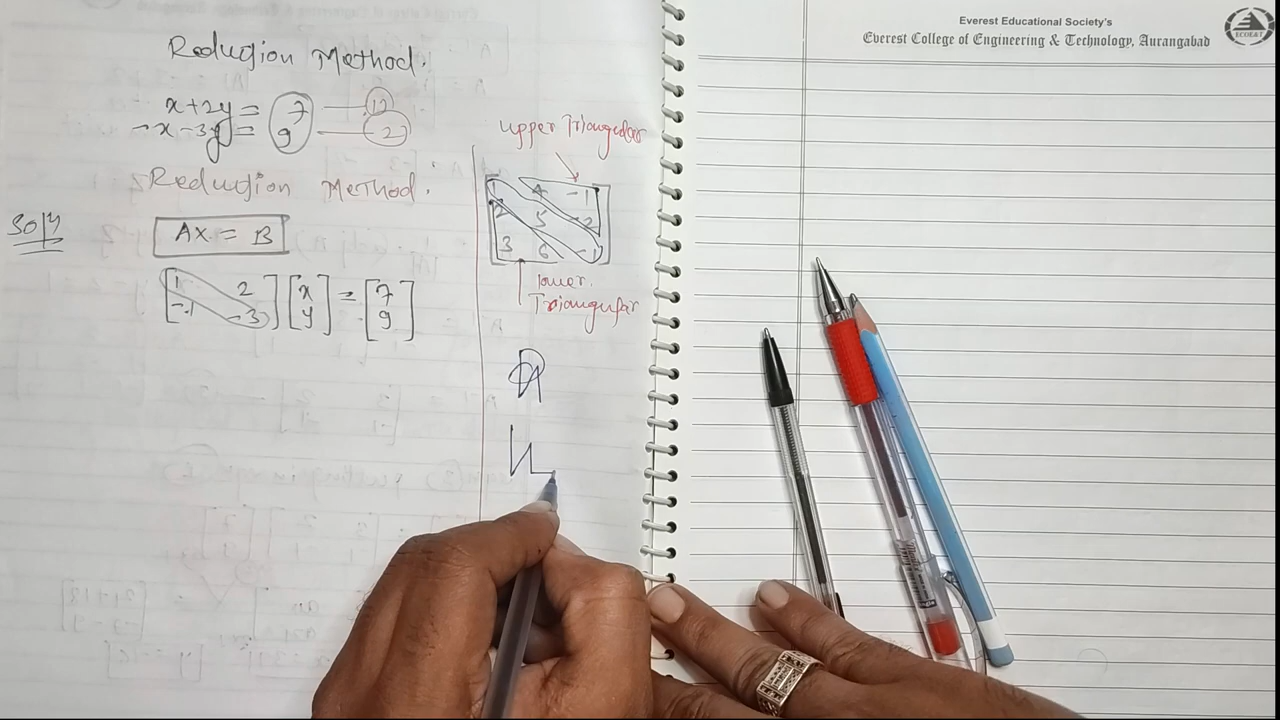 Everest Educational Society's
Everest College of Engineering & Technology, Aurangabad
ECOE&T
Reduction Method.
x+2y = 7 — (1)
-x-3y = 9 — (2)
Reduction Method.
Soln
AX = B
[1 2 [x = [7
-1 -3] y] 9]
upper Triangular
1 4 -1
2 5 -2
3 6 -1
lower
Triangular